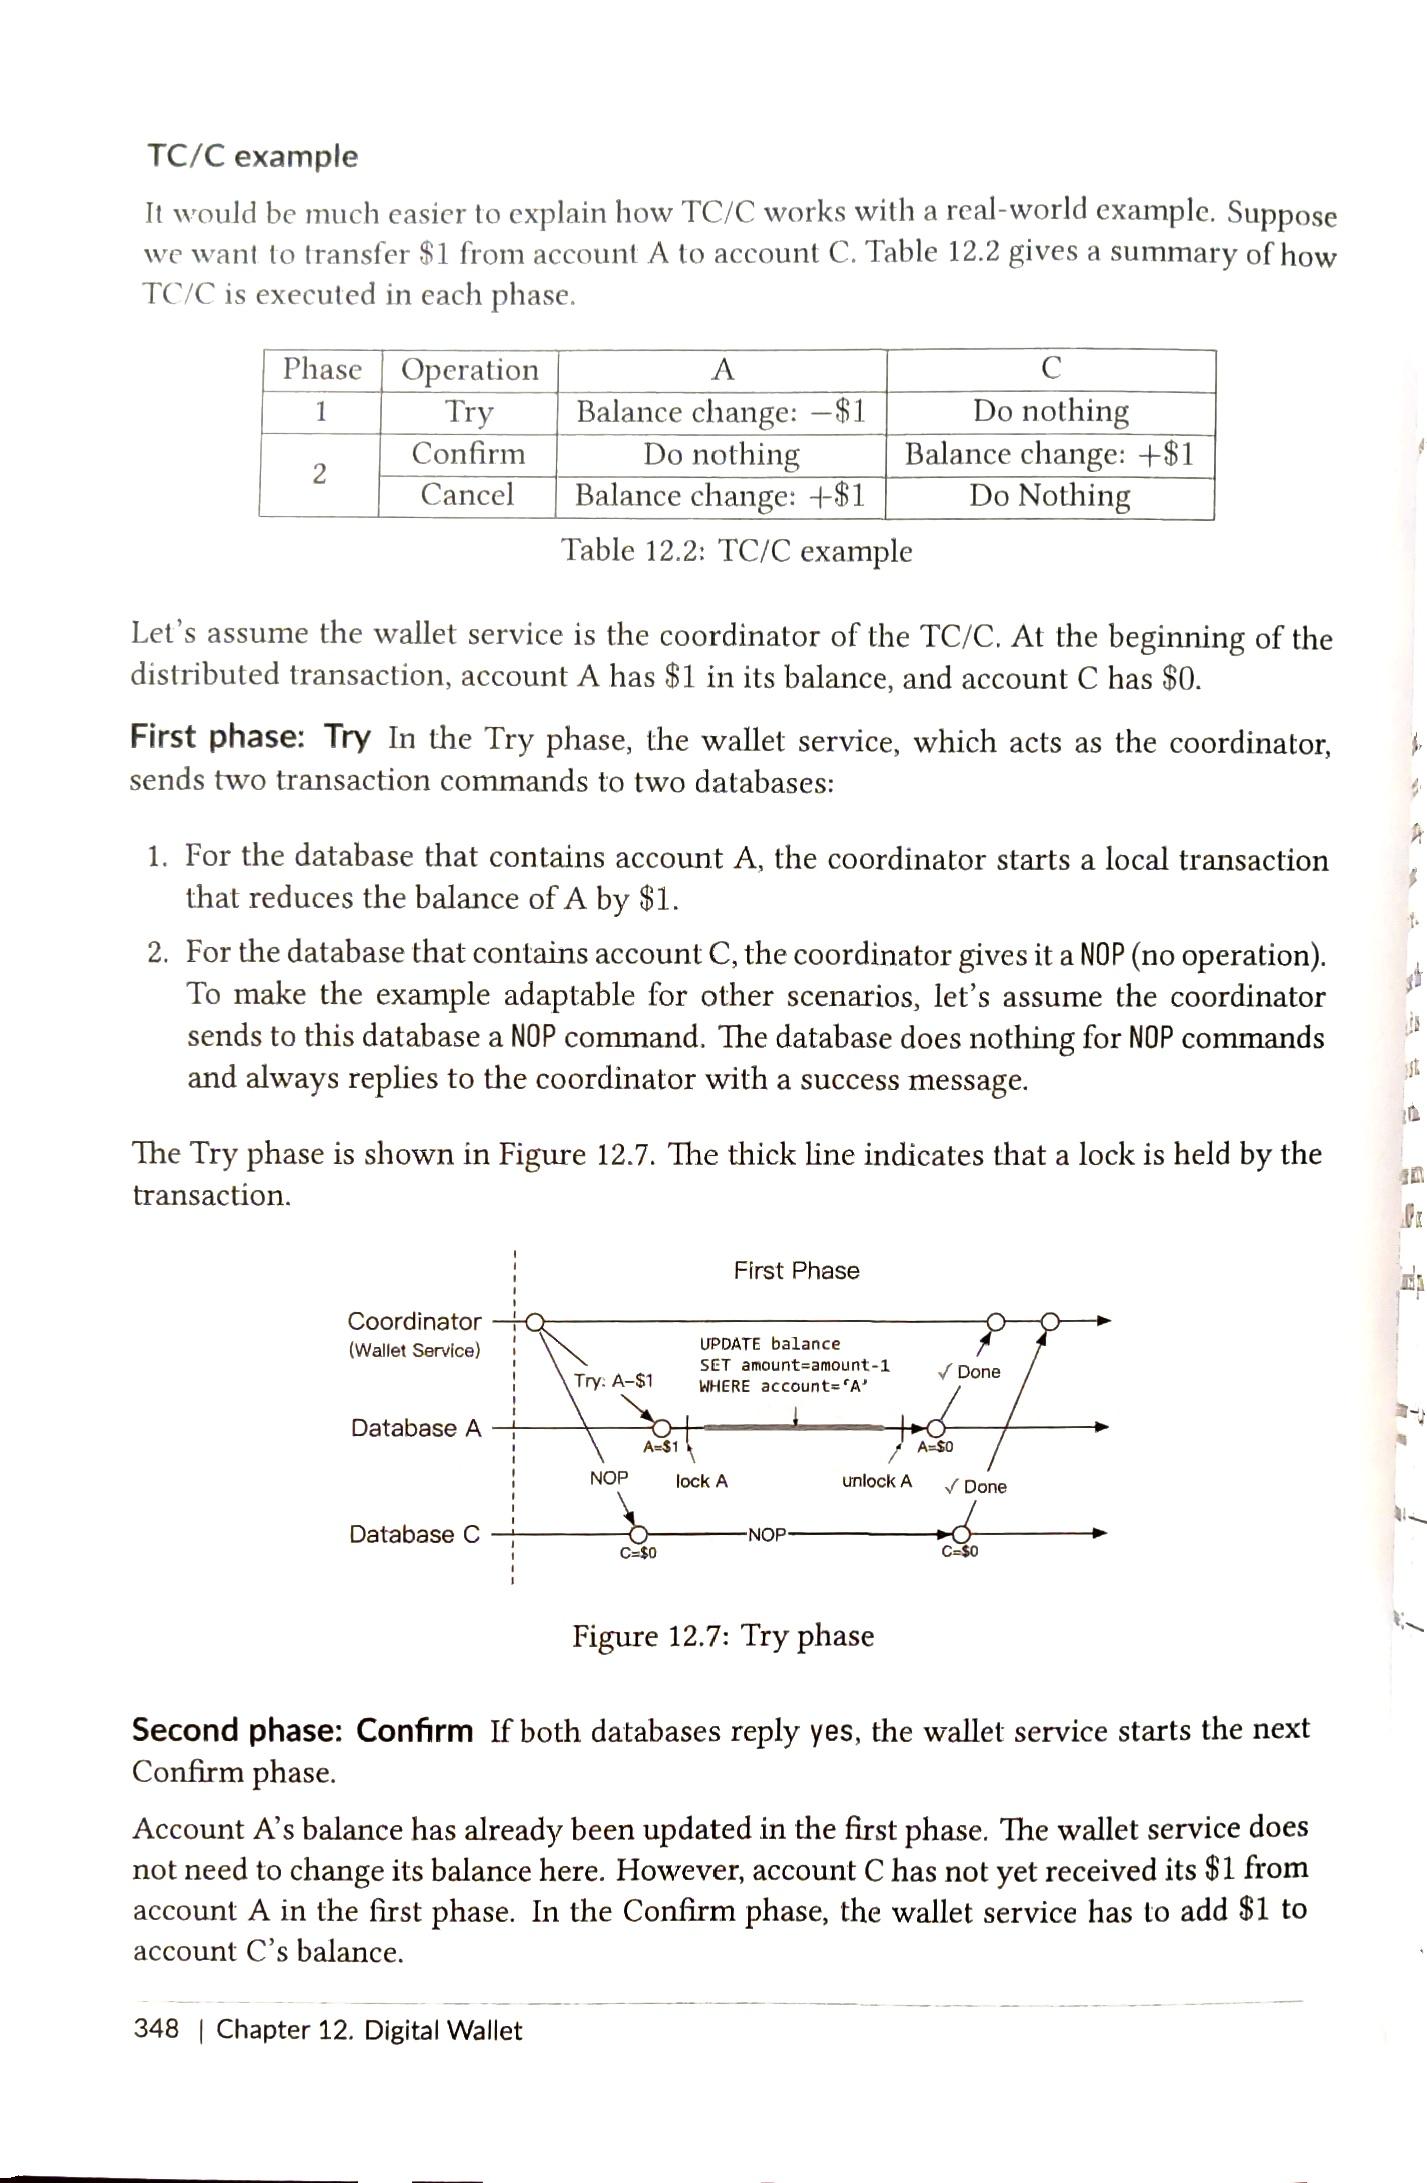 TC/C example
It would be much easier to explain how TC/C works with a real-world example. Suppose
we want to transfer $1 from account A to account C. Table 12.2 gives a summary of how
TC/C is executed in each phase.
Phase Operation A C
1 Try Balance change: −$1 Do nothing
2 Confirm Do nothing Balance change: +$1
Cancel Balance change: +$1 Do Nothing
Table 12.2: TC/C example
Let's assume the wallet service is the coordinator of the TC/C. At the beginning of the
distributed transaction, account A has $1 in its balance, and account C has $0.
First phase: Try In the Try phase, the wallet service, which acts as the coordinator,
sends two transaction commands to two databases:
1. For the database that contains account A, the coordinator starts a local transaction
that reduces the balance of A by $1.
2. For the database that contains account C, the coordinator gives it a NOP (no operation).
To make the example adaptable for other scenarios, let's assume the coordinator
sends to this database a NOP command. The database does nothing for NOP commands
and always replies to the coordinator with a success message.
The Try phase is shown in Figure 12.7. The thick line indicates that a lock is held by the
transaction.
First Phase
Coordinator
(Wallet Service)
UPDATE balance
SET amount=amount-1
WHERE account=‘A’
Try: A−$1
✓ Done
Database A
A=$1
A=$0
NOP
lock A
unlock A
✓ Done
Database C
NOP
C=$0
C=$0
Figure 12.7: Try phase
Second phase: Confirm If both databases reply yes, the wallet service starts the next
Confirm phase.
Account A's balance has already been updated in the first phase. The wallet service does
not need to change its balance here. However, account C has not yet received its $1 from
account A in the first phase. In the Confirm phase, the wallet service has to add $1 to
account C's balance.
348 | Chapter 12. Digital Wallet